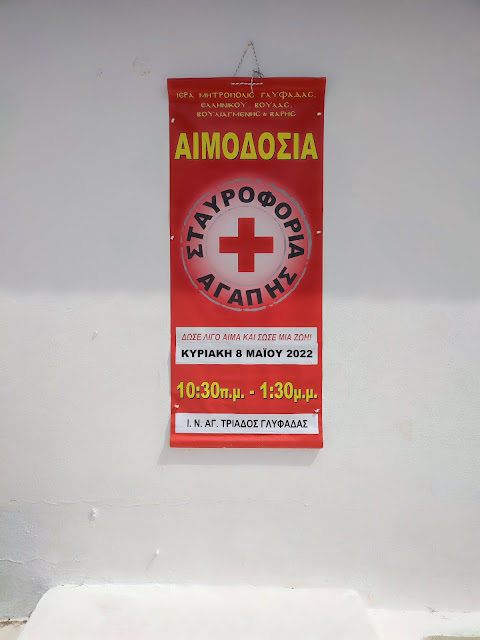 ΙΕΡΑ ΜΗΤΡΟΠΟΛΙΣ ΓΛΥΦΑΔΑΣ,
ΕΛΛΗΝΙΚΟΥ, ΒΟΥΛΑΣ,
ΒΟΥΛΙΑΓΜΕΝΗΣ & ΒΑΡΗΣ
ΑΙΜΟΔΟΣΙΑ
ΣΤΑΥΡΟΦΟΡΙΑ
ΑΓΑΠΗΣ
ΔΩΣΕ ΛΙΓΟ ΑΙΜΑ ΚΑΙ ΣΩΣΕ ΜΙΑ ΖΩΗ!
ΚΥΡΙΑΚΗ 8 ΜΑΪΟΥ 2022
10:30π.μ. - 1:30μ.μ.
Ι. Ν. ΑΓ. ΤΡΙΑΔΟΣ ΓΛΥΦΑΔΑΣ